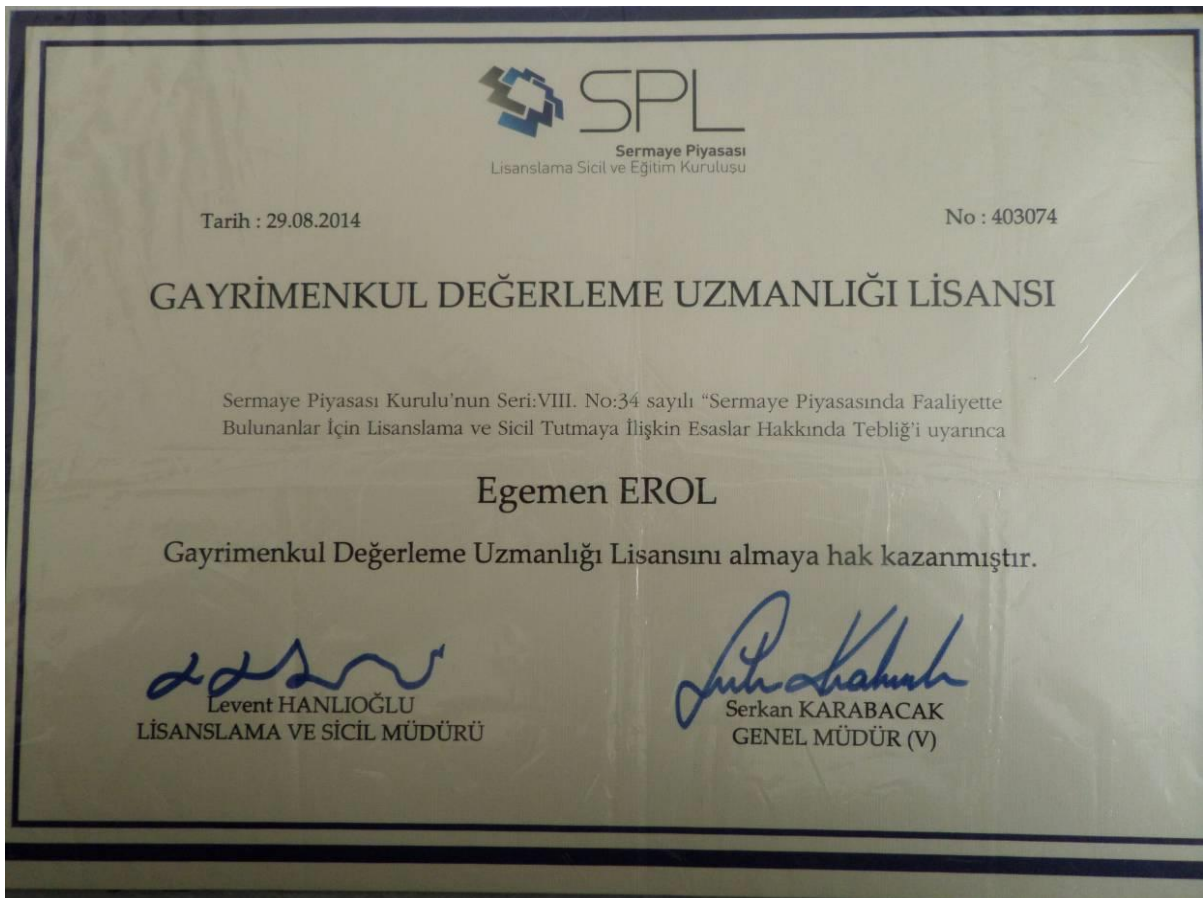 SPL
Sermaye Piyasası
Lisanslama Sicil ve Eğitim Kuruluşu
Tarih : 29.08.2014
No : 403074
GAYRİMENKUL DEĞERLEME UZMANLIĞI LİSANSI
Sermaye Piyasası Kurulu'nun Seri:VIII. No:34 sayılı "Sermaye Piyasasında Faaliyette
Bulunanlar İçin Lisanslama ve Sicil Tutmaya İlişkin Esaslar Hakkında Tebliğ'i uyarınca
Egemen EROL
Gayrimenkul Değerleme Uzmanlığı Lisansını almaya hak kazanmıştır.
Levent HANLIOĞLU
LİSANSLAMA VE SİCİL MÜDÜRÜ
Serkan KARABACAK
GENEL MÜDÜR (V)